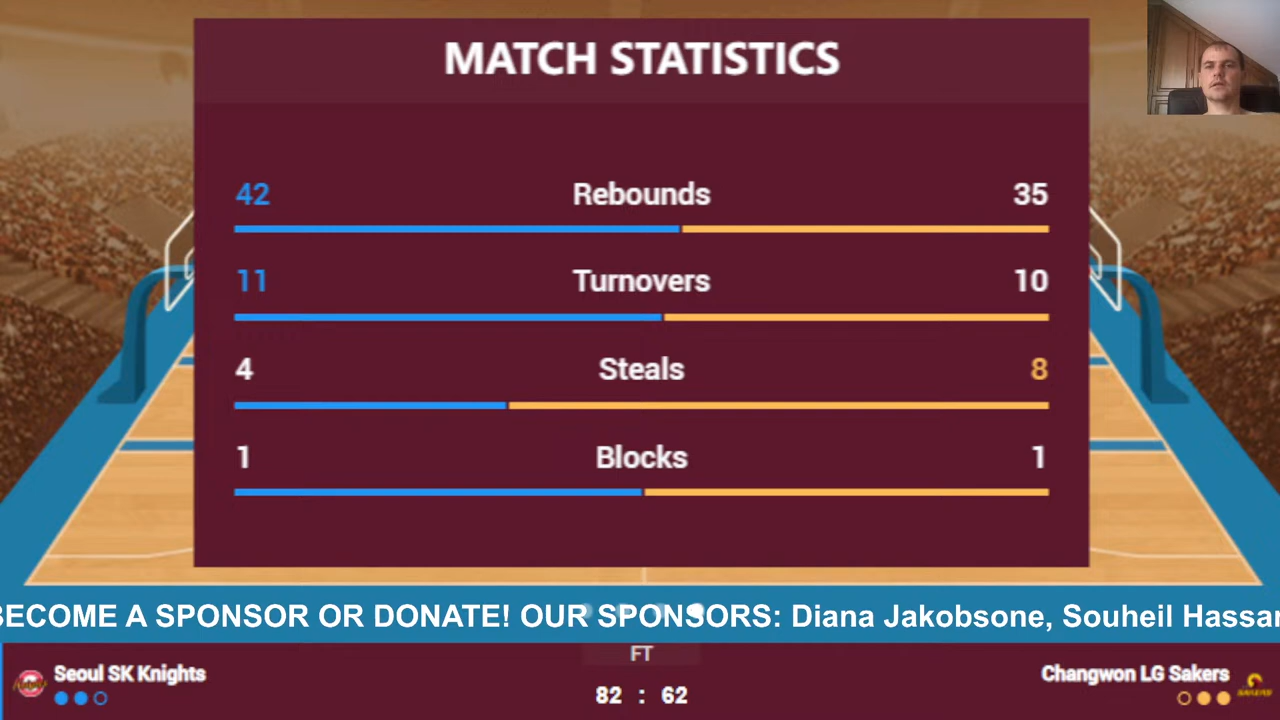 MATCH STATISTICS
42 Rebounds 35
11 Turnovers 10
4 Steals 8
1 Blocks 1
BECOME A SPONSOR OR DONATE! OUR SPONSORS: Diana Jakobsone, Souheil Hassan
FT
Seoul SK Knights 82 : 62 Changwon LG Sakers
SAKERS